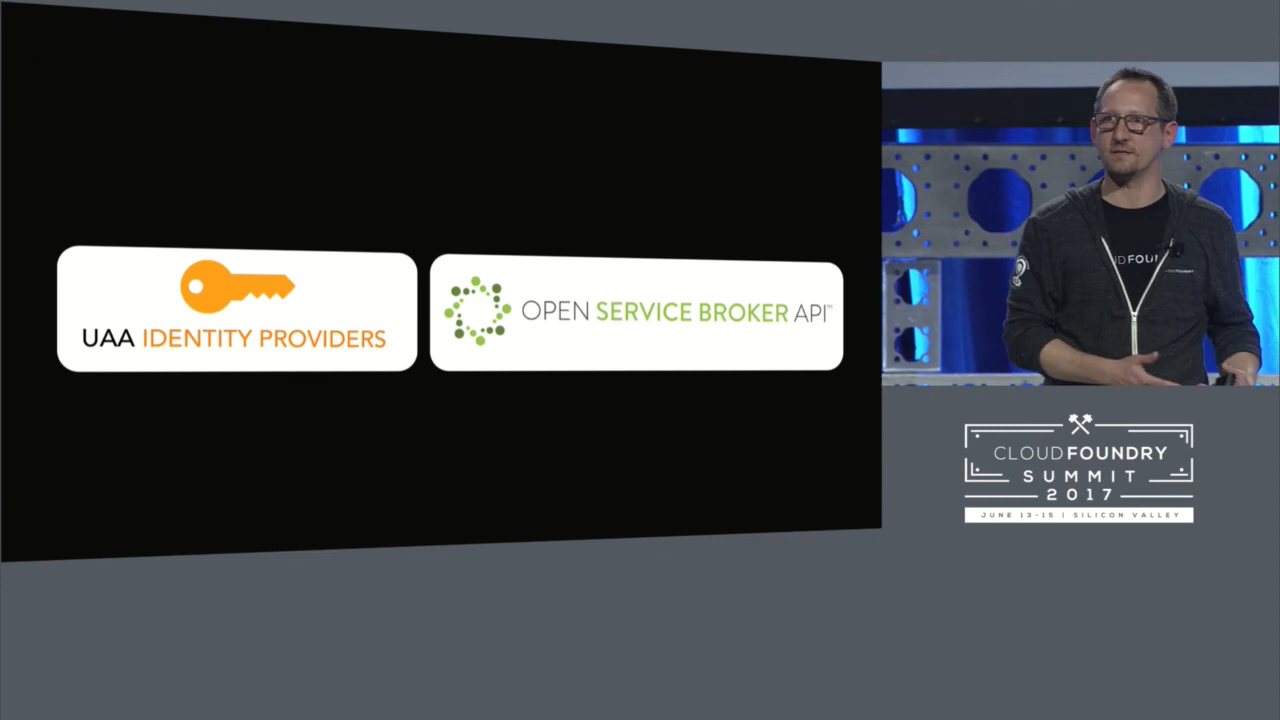 UAA IDENTITY PROVIDERS
OPEN SERVICE BROKER API™
CLOUD FOUNDRY
SUMMIT
2017
JUNE 13-15 | SILICON VALLEY